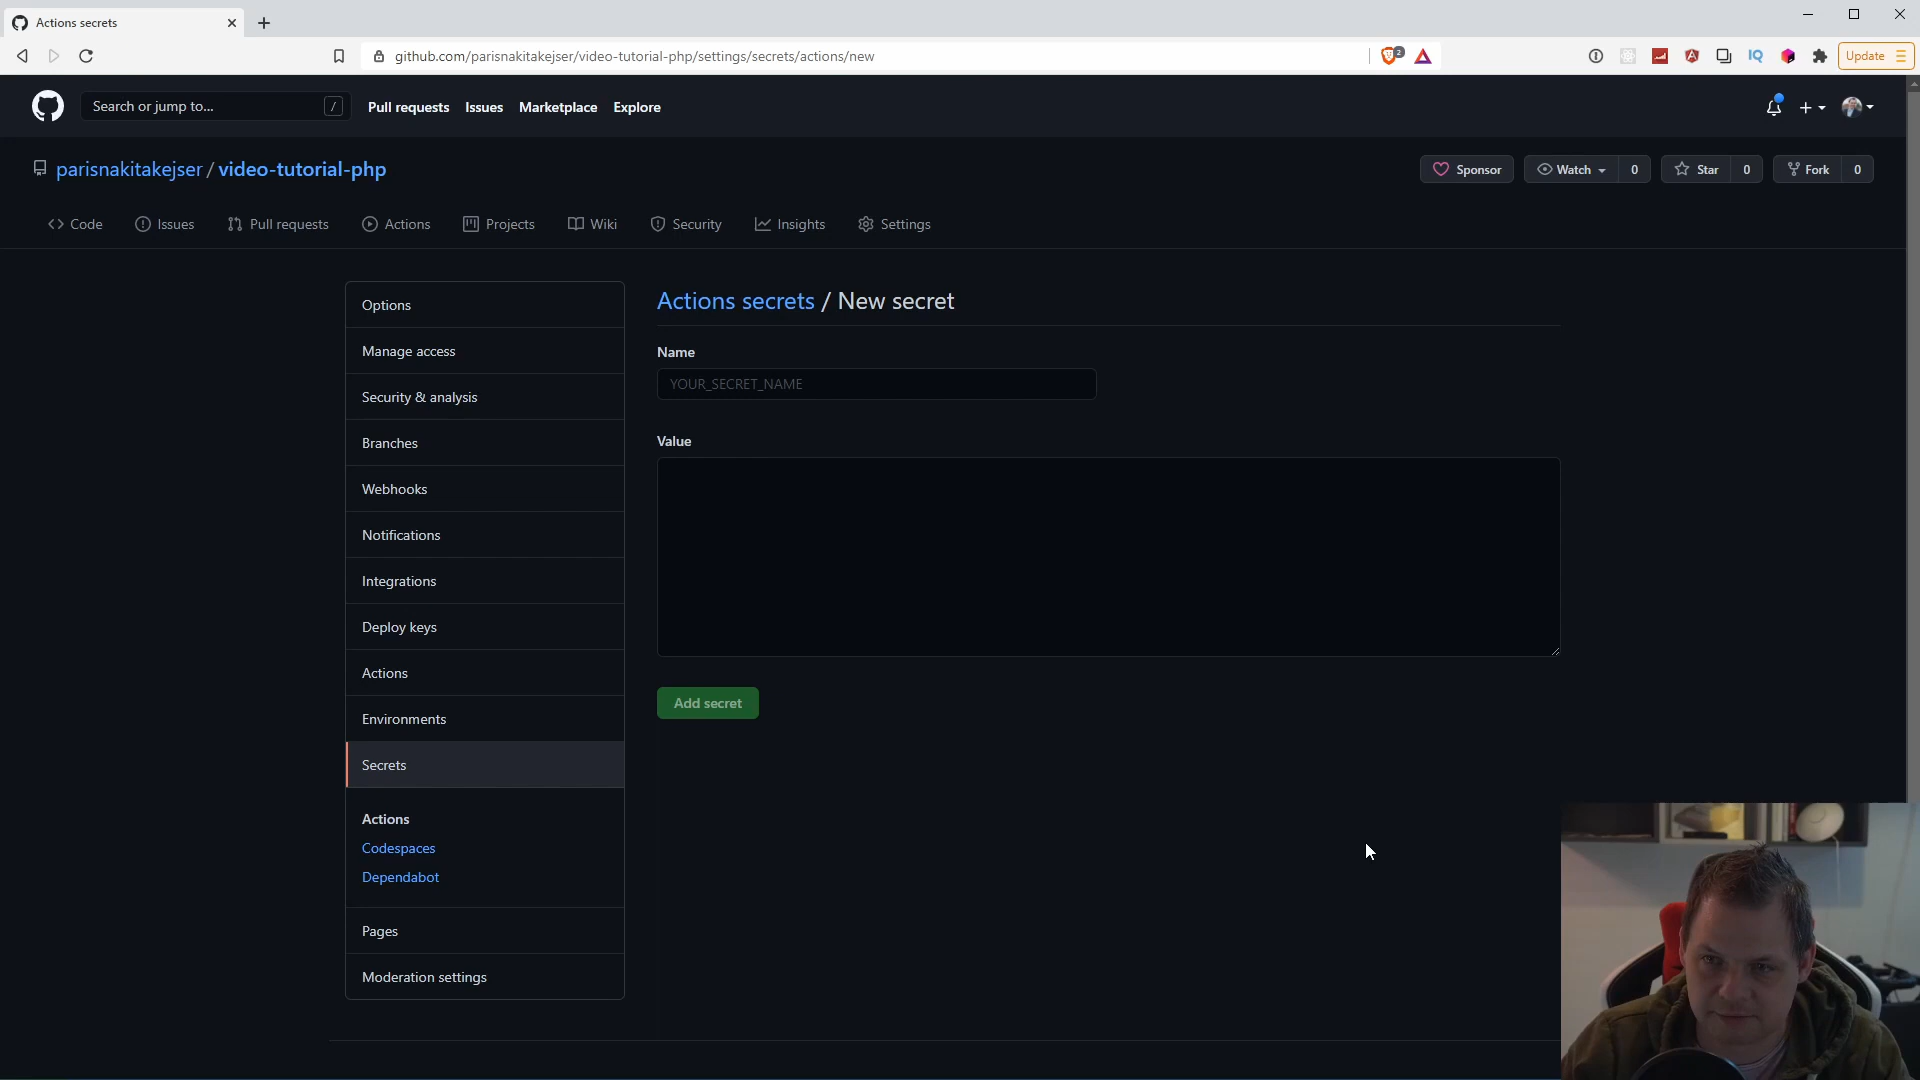 Actions secrets
github.com/parisnakitakejser/video-tutorial-php/settings/secrets/actions/new
2
IQ
Update
Search or jump to...
/
Pull requests
Issues
Marketplace
Explore
parisnakitakejser / video-tutorial-php
Sponsor
Watch
0
Star
0
Fork
0
Code
Issues
Pull requests
Actions
Projects
Wiki
Security
Insights
Settings
Options
Manage access
Security & analysis
Branches
Webhooks
Notifications
Integrations
Deploy keys
Actions
Environments
Secrets
Actions
Codespaces
Dependabot
Pages
Moderation settings
Actions secrets / New secret
Name
YOUR_SECRET_NAME
Value
Add secret